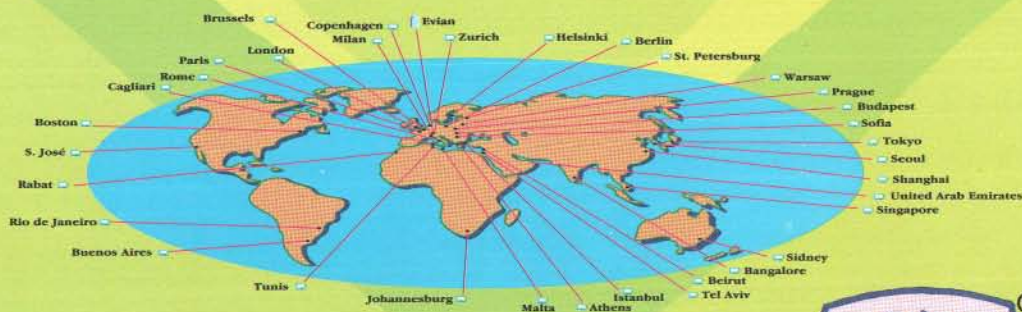 Brussels
Copenhagen
Evian
Milan
Zurich
Helsinki
Berlin
London
St. Petersburg
Paris
Rome
Warsaw
Cagliari
Prague
Budapest
Boston
Sofia
Tokyo
S. José
Seoul
Shanghai
Rabat
United Arab Emirates
Singapore
Rio de Janeiro
Buenos Aires
Sidney
Bangalore
Beirut
Tunis
Tel Aviv
Istanbul
Johannesburg
Malta
Athens